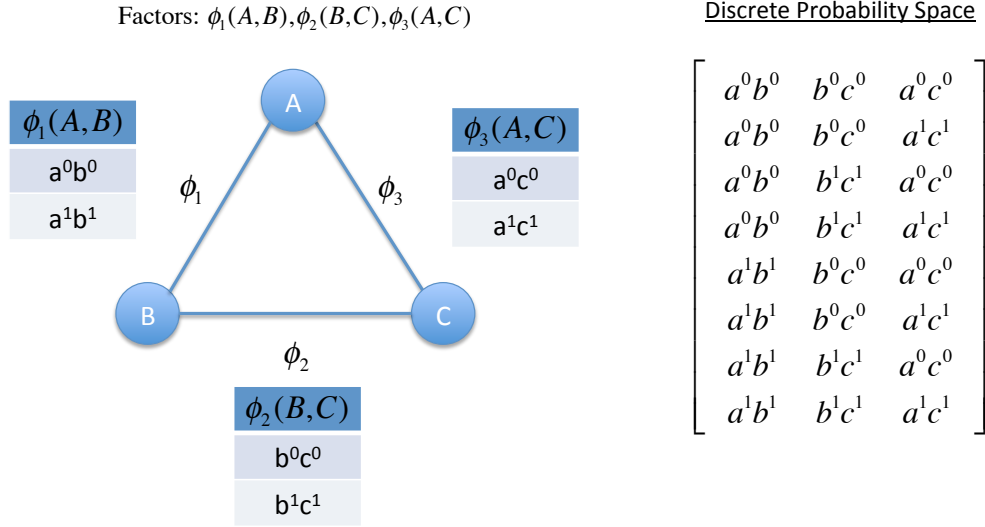 Factors: ϕ₁(A,B),ϕ₂(B,C),ϕ₃(A,C)
Discrete Probability Space
A
ϕ₁(A,B)
a⁰b⁰
a¹b¹
ϕ₁
ϕ₃
ϕ₃(A,C)
a⁰c⁰
a¹c¹
B
C
ϕ₂
ϕ₂(B,C)
b⁰c⁰
b¹c¹
a⁰b⁰ b⁰c⁰ a⁰c⁰
a⁰b⁰ b⁰c⁰ a¹c¹
a⁰b⁰ b¹c¹ a⁰c⁰
a⁰b⁰ b¹c¹ a¹c¹
a¹b¹ b⁰c⁰ a⁰c⁰
a¹b¹ b⁰c⁰ a¹c¹
a¹b¹ b¹c¹ a⁰c⁰
a¹b¹ b¹c¹ a¹c¹